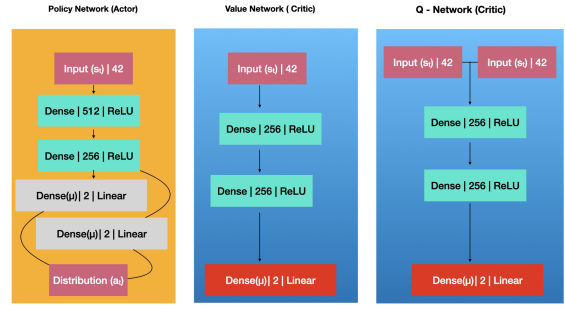 Policy Network (Actor)
Input (sₜ) | 42
Dense | 512 | ReLU
Dense | 256 | ReLU
Dense(μ)| 2 | Linear
Dense(μ)| 2 | Linear
Distribution (aₜ)
Value Network ( Critic)
Input (sₜ) | 42
Dense | 256 | ReLU
Dense | 256 | ReLU
Dense(μ)| 2 | Linear
Q - Network (Critic)
Input (sₜ) | 42
Input (sₜ) | 42
Dense | 256 | ReLU
Dense | 256 | ReLU
Dense(μ)| 2 | Linear